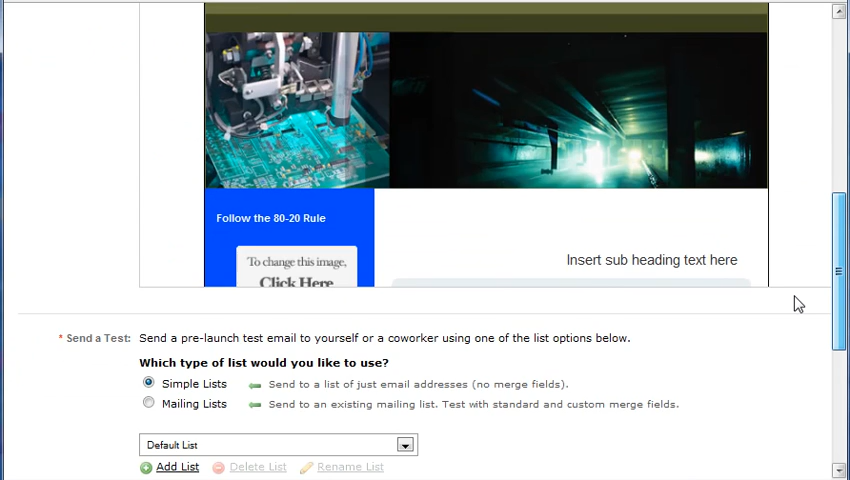 Follow the 80-20 Rule
To change this image,
Click Here
Insert sub heading text here
* Send a Test: Send a pre-launch test email to yourself or a coworker using one of the list options below.
Which type of list would you like to use?
Simple Lists Send to a list of just email addresses (no merge fields).
Mailing Lists Send to an existing mailing list. Test with standard and custom merge fields.
Default List
Add List Delete List Rename List